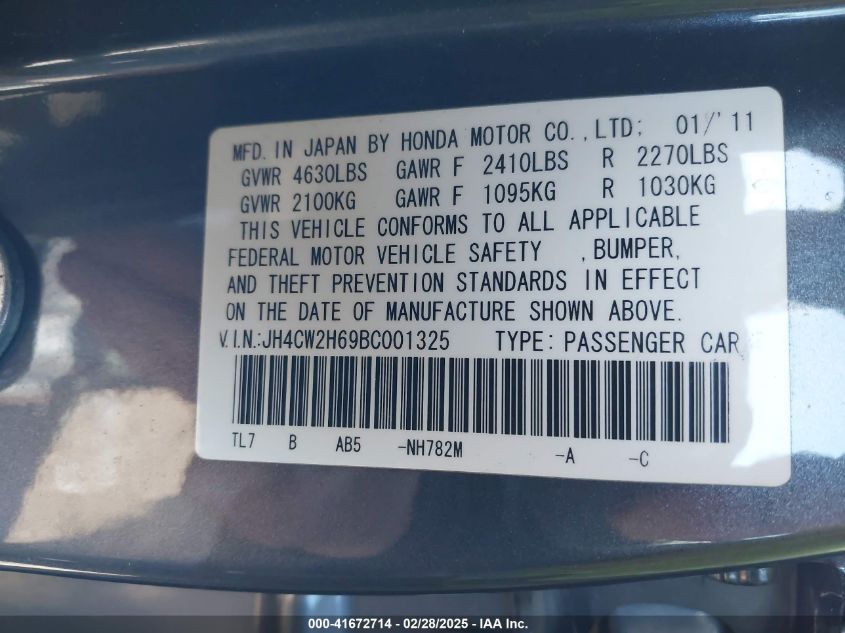 MFD. IN JAPAN BY HONDA MOTOR CO.,LTD; 01/'11
GVWR 4630LBS GAWR F 2410LBS R 2270LBS
GVWR 2100KG GAWR F 1095KG R 1030KG
THIS VEHICLE CONFORMS TO ALL APPLICABLE
FEDERAL MOTOR VEHICLE SAFETY ,BUMPER,
AND THEFT PREVENTION STANDARDS IN EFFECT
ON THE DATE OF MANUFACTURE SHOWN ABOVE.
V.I.N.:JH4CW2H69BC001325 TYPE:PASSENGER CAR
TL7 B AB5 -NH782M -A -C
000-41672714 - 02/28/2025 - IAA Inc.